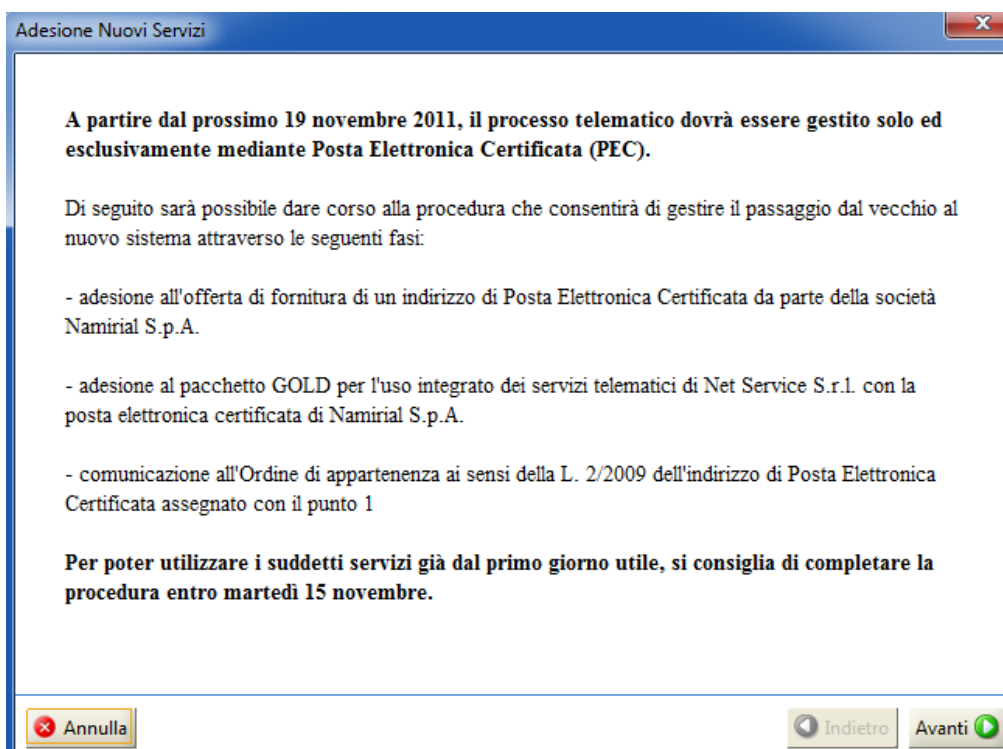 Adesione Nuovi Servizi
A partire dal prossimo 19 novembre 2011, il processo telematico dovrà essere gestito solo ed
esclusivamente mediante Posta Elettronica Certificata (PEC).
Di seguito sarà possibile dare corso alla procedura che consentirà di gestire il passaggio dal vecchio al
nuovo sistema attraverso le seguenti fasi:
- adesione all'offerta di fornitura di un indirizzo di Posta Elettronica Certificata da parte della società
Namirial S.p.A.
- adesione al pacchetto GOLD per l'uso integrato dei servizi telematici di Net Service S.r.l. con la
posta elettronica certificata di Namirial S.p.A.
- comunicazione all'Ordine di appartenenza ai sensi della L. 2/2009 dell'indirizzo di Posta Elettronica
Certificata assegnato con il punto 1
Per poter utilizzare i suddetti servizi già dal primo giorno utile, si consiglia di completare la
procedura entro martedì 15 novembre.
Annulla
Indietro
Avanti